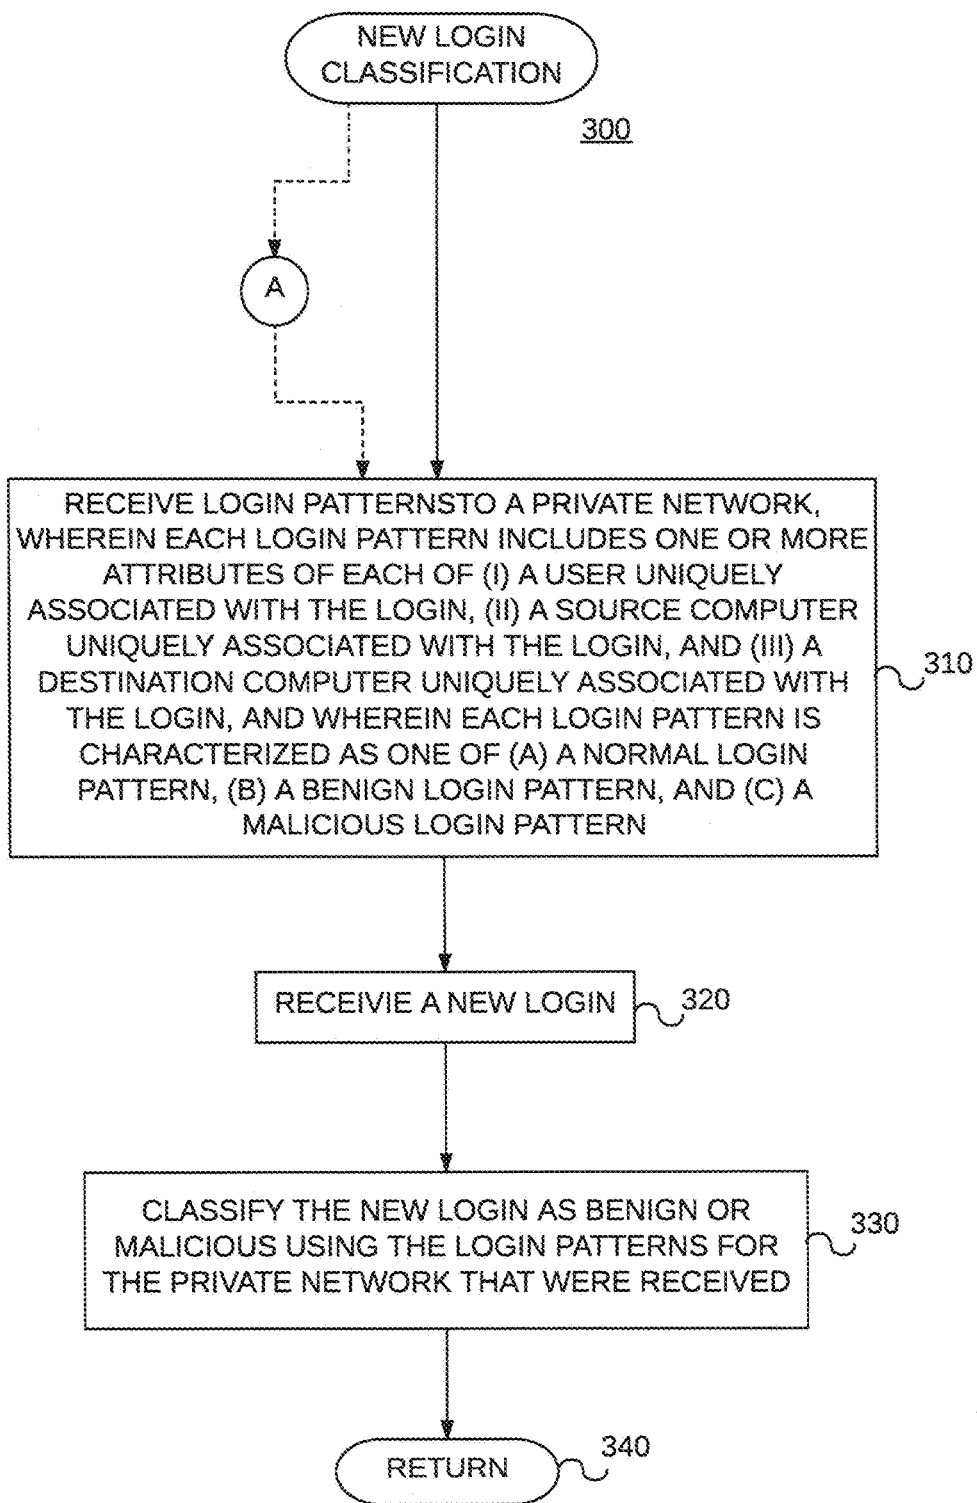 NEW LOGIN
CLASSIFICATION
300
A
RECEIVE LOGIN PATTERNSTO A PRIVATE NETWORK,
WHEREIN EACH LOGIN PATTERN INCLUDES ONE OR MORE
ATTRIBUTES OF EACH OF (I) A USER UNIQUELY
ASSOCIATED WITH THE LOGIN, (II) A SOURCE COMPUTER
UNIQUELY ASSOCIATED WITH THE LOGIN, AND (III) A
DESTINATION COMPUTER UNIQUELY ASSOCIATED WITH
THE LOGIN, AND WHEREIN EACH LOGIN PATTERN IS
CHARACTERIZED AS ONE OF (A) A NORMAL LOGIN
PATTERN, (B) A BENIGN LOGIN PATTERN, AND (C) A
MALICIOUS LOGIN PATTERN
310
RECEIVIE A NEW LOGIN
320
CLASSIFY THE NEW LOGIN AS BENIGN OR
MALICIOUS USING THE LOGIN PATTERNS FOR
THE PRIVATE NETWORK THAT WERE RECEIVED
330
RETURN
340